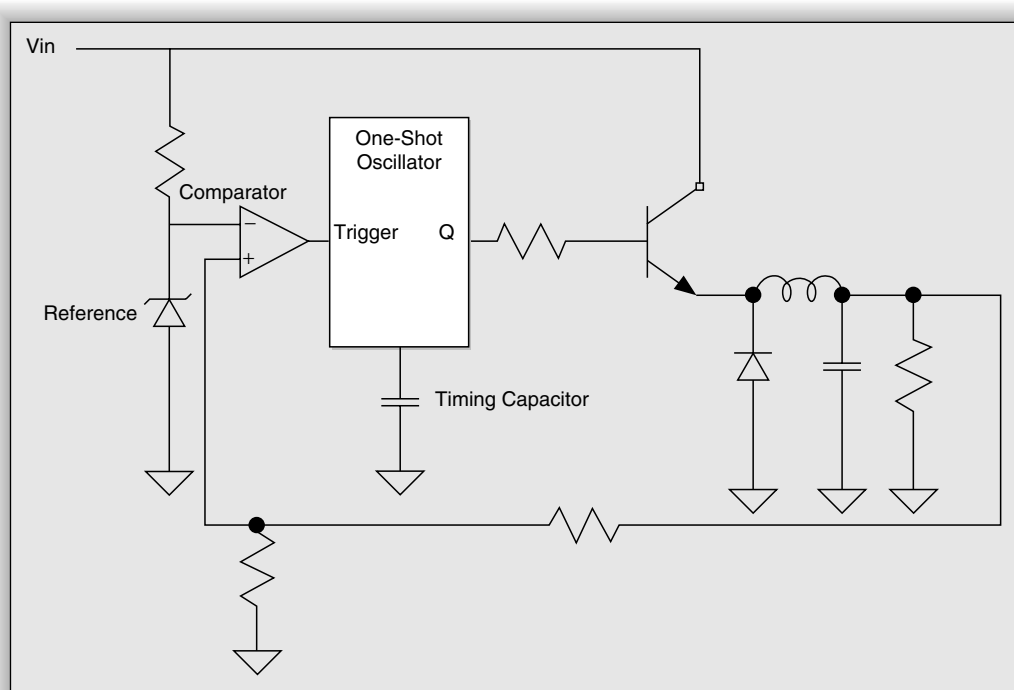 Vin
One-Shot
Oscillator
Comparator
−
+
Trigger
Q
Reference
Timing Capacitor